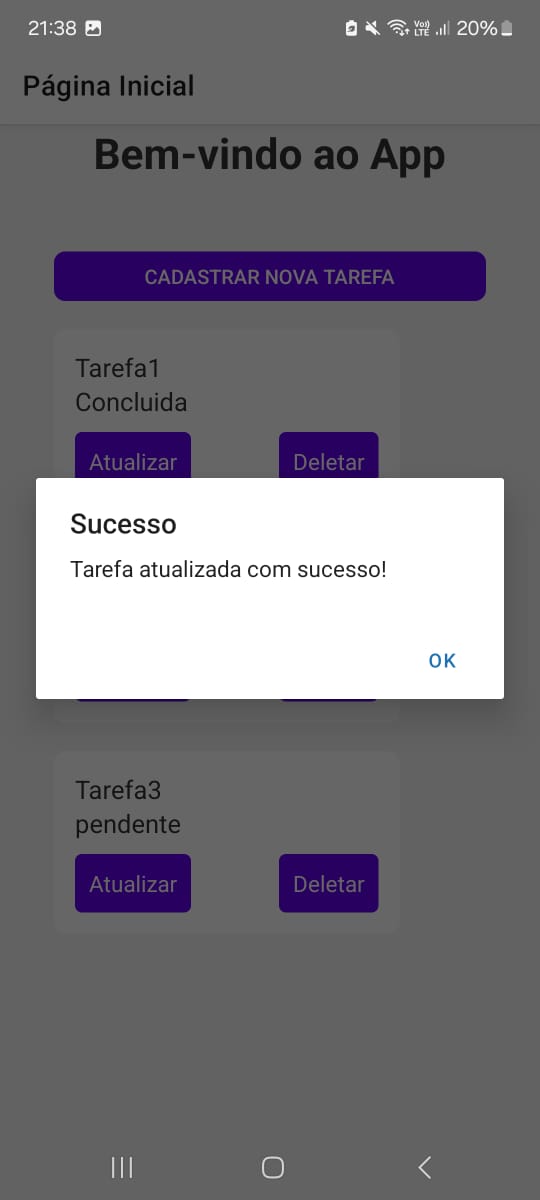 21:38 Vo)) LTE 20%
Página Inicial
Bem-vindo ao App
CADASTRAR NOVA TAREFA
Tarefa1
Concluida
Atualizar Deletar
Sucesso
Tarefa atualizada com sucesso!
OK
Tarefa3
pendente
Atualizar Deletar